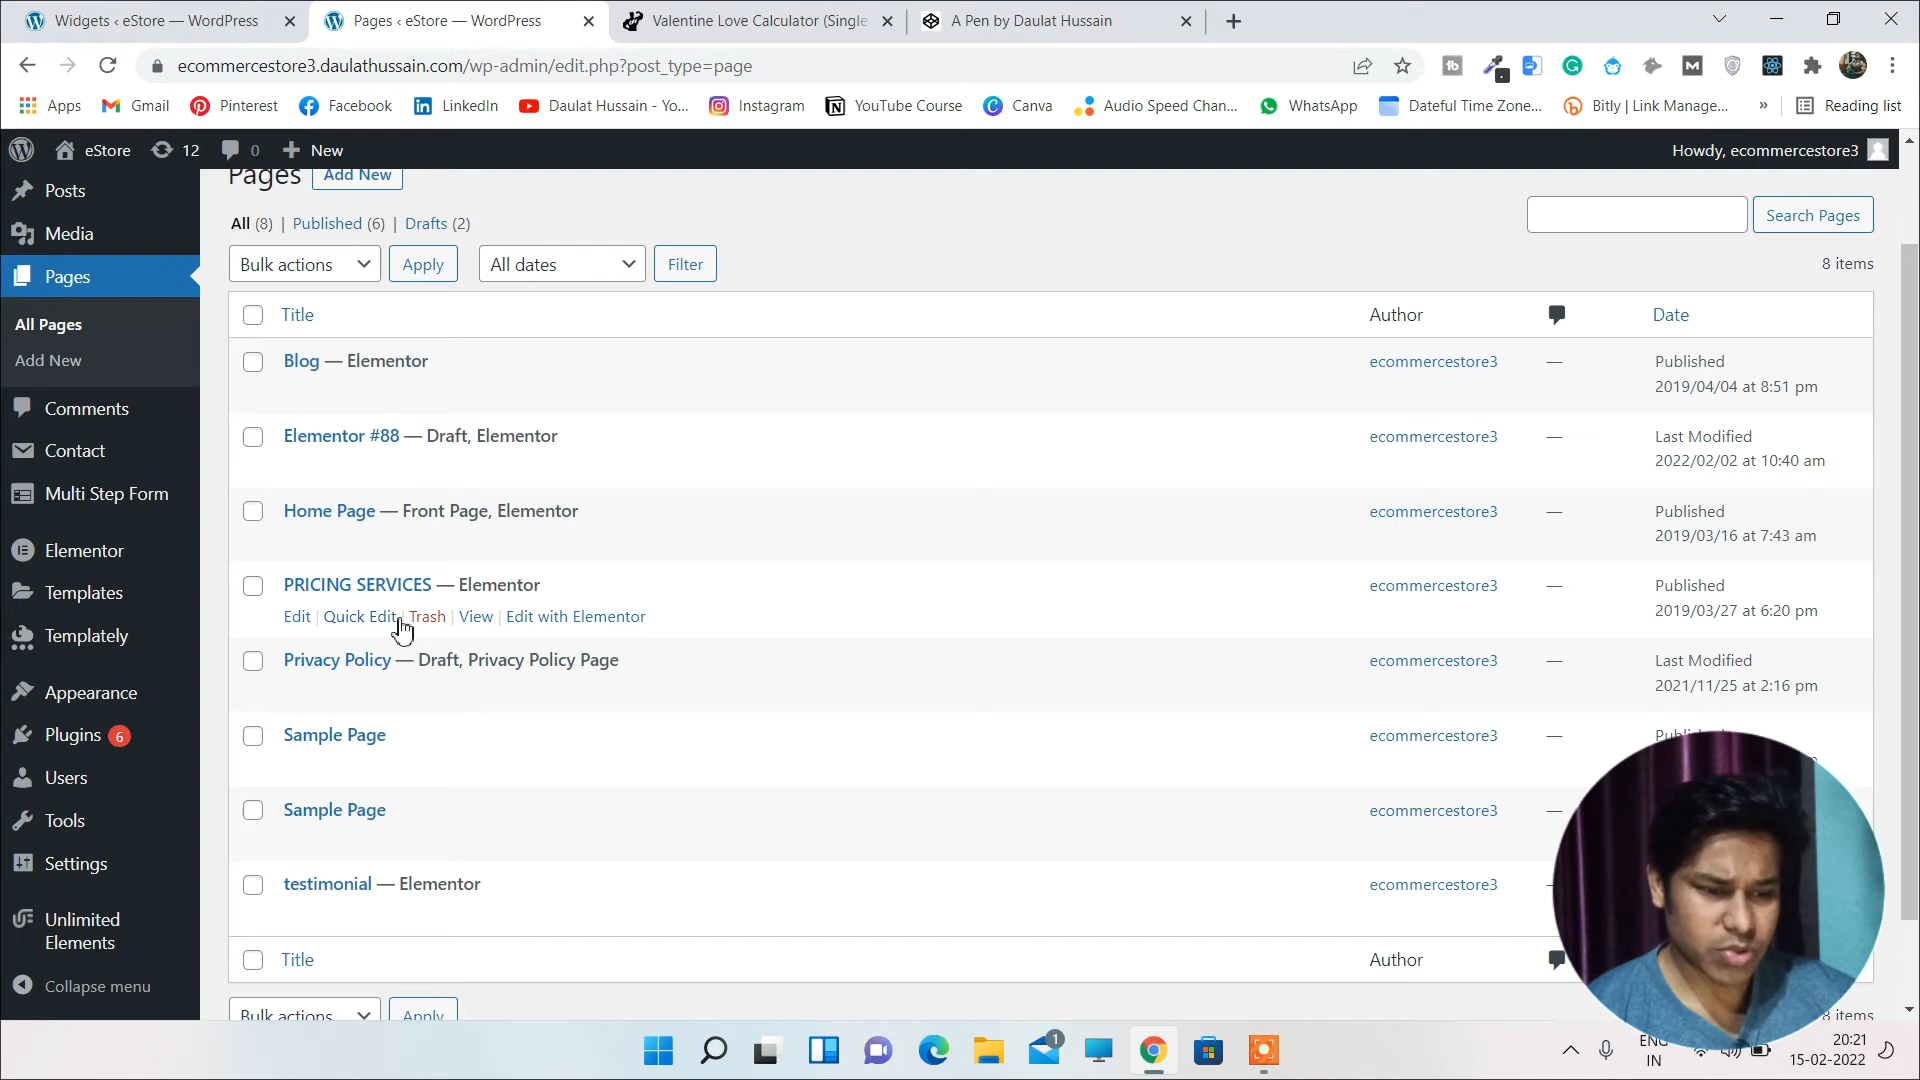 Widgets ‹ eStore — WordPress
Pages ‹ eStore — WordPress
Valentine Love Calculator (Single
A Pen by Daulat Hussain
ecommercestore3.daulathussain.com/wp-admin/edit.php?post_type=page
Apps
Gmail
Pinterest
Facebook
LinkedIn
Daulat Hussain - Yo...
Instagram
YouTube Course
Canva
Audio Speed Chan...
WhatsApp
Dateful Time Zone...
Bitly | Link Manage...
»
Reading list
eStore 12 0 New
Howdy, ecommercestore3
Posts
Media
Pages
All Pages
Add New
Comments
Contact
Multi Step Form
Elementor
Templates
Templately
Appearance
Plugins 6
Users
Tools
Settings
Unlimited
Elements
Collapse menu
Pages Add New
All (8) | Published (6) | Drafts (2)
Search Pages
Bulk actions Apply All dates Filter
8 items
Title Author Date
Blog — Elementor ecommercestore3 — Published
2019/04/04 at 8:51 pm
Elementor #88 — Draft, Elementor ecommercestore3 — Last Modified
2022/02/02 at 10:40 am
Home Page — Front Page, Elementor ecommercestore3 — Published
2019/03/16 at 7:43 am
PRICING SERVICES — Elementor ecommercestore3 — Published
Edit | Quick Edit | Trash | View | Edit with Elementor 2019/03/27 at 6:20 pm
Privacy Policy — Draft, Privacy Policy Page ecommercestore3 — Last Modified
2021/11/25 at 2:16 pm
Sample Page ecommercestore3 —
Sample Page ecommercestore3 —
testimonial — Elementor ecommercestore3
Title Author
Bulk actions Apply
8 items
1
ENG
IN
20:21
15-02-2022